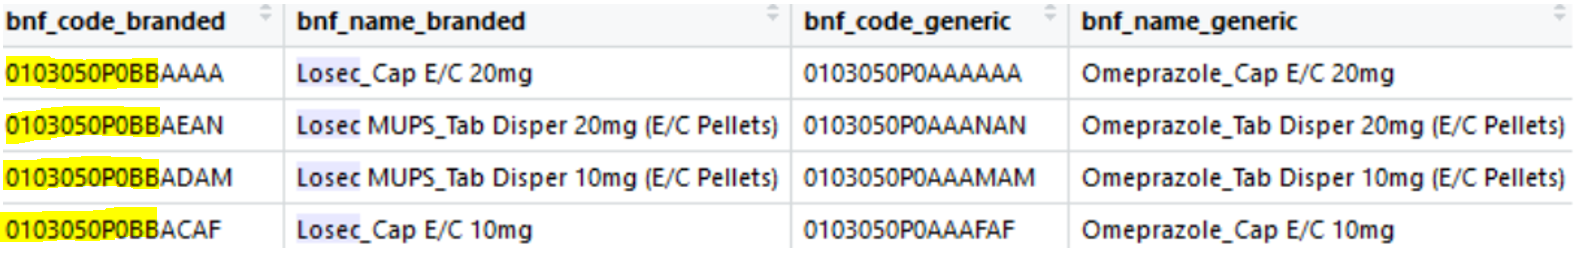 bnf_code_branded bnf_name_branded bnf_code_generic bnf_name_generic
0103050P0BBAAAA Losec_Cap E/C 20mg 0103050P0AAAAAA Omeprazole_Cap E/C 20mg
0103050P0BBAEAN Losec MUPS_Tab Disper 20mg (E/C Pellets) 0103050P0AAANAN Omeprazole_Tab Disper 20mg (E/C Pellets)
0103050P0BBADAM Losec MUPS_Tab Disper 10mg (E/C Pellets) 0103050P0AAAMAM Omeprazole_Tab Disper 10mg (E/C Pellets)
0103050P0BBACAF Losec_Cap E/C 10mg 0103050P0AAAFAF Omeprazole_Cap E/C 10mg